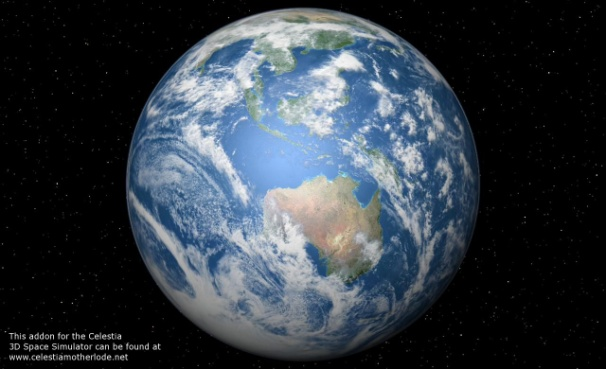 This addon for the Celestia
3D Space Simulator can be found at
www.celestiamotherlode.net